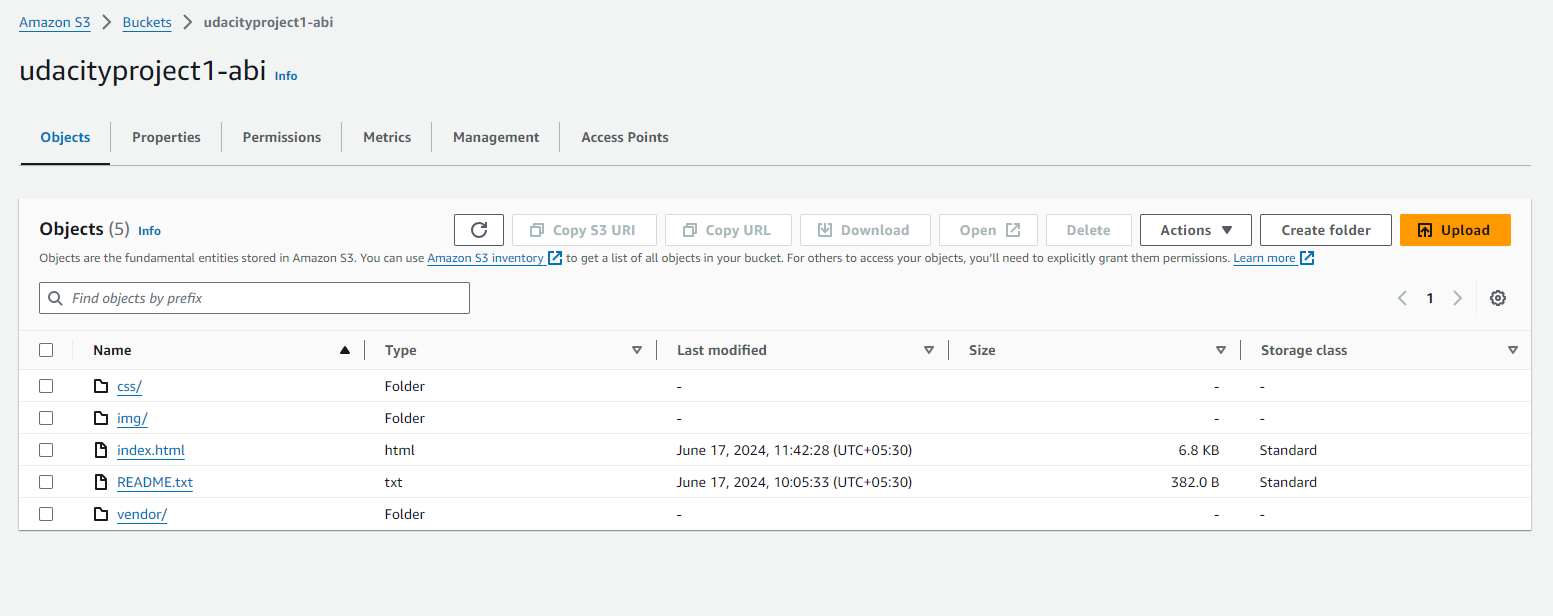 Amazon S3 > Buckets > udacityproject1-abi
udacityproject1-abi Info
Objects Properties Permissions Metrics Management Access Points
Objects (5) Info Copy S3 URI Copy URL Download Open Delete Actions Create folder Upload
Objects are the fundamental entities stored in Amazon S3. You can use Amazon S3 inventory to get a list of all objects in your bucket. For others to access your objects, you'll need to explicitly grant them permissions. Learn more
Find objects by prefix 1
Name Type Last modified Size Storage class
css/ Folder - - -
img/ Folder - - -
index.html html June 17, 2024, 11:42:28 (UTC+05:30) 6.8 KB Standard
README.txt txt June 17, 2024, 10:05:33 (UTC+05:30) 382.0 B Standard
vendor/ Folder - - -